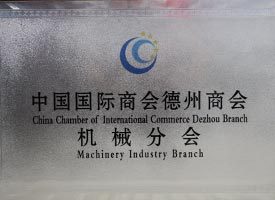 中国国际商会德州商会
China Chamber of International Commerce Dezhou Branch
机械分会
Machinery Industry Branch